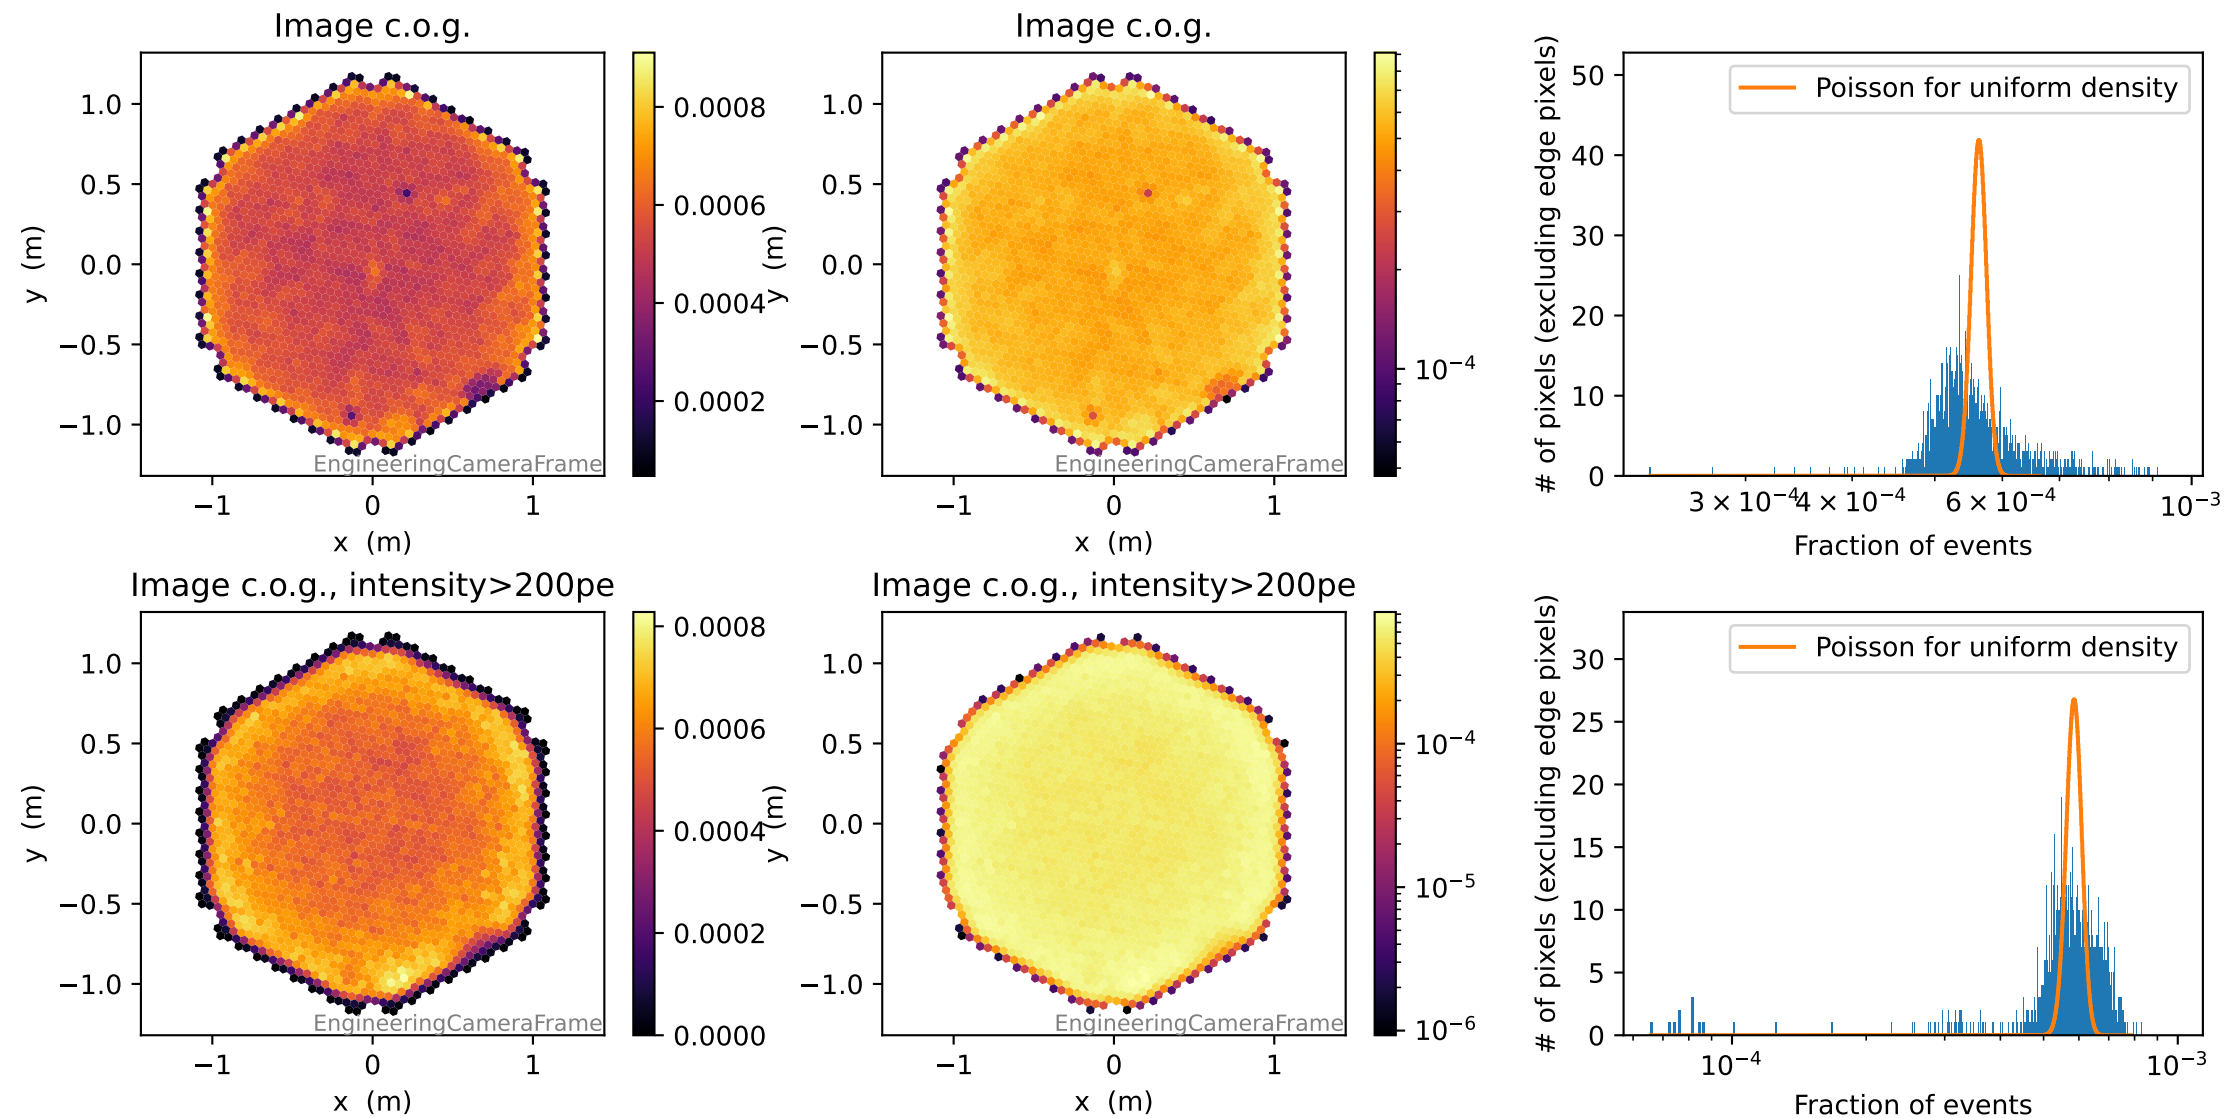 Image c.o.g.
1.0
0.5
0.0
−0.5
−1.0
y (m)
−1
0
1
x (m)
EngineeringCameraFrame
0.0008
0.0006
0.0004
0.0002
Image c.o.g.
1.0
0.5
0.0
−0.5
−1.0
y (m)
−1
0
1
x (m)
EngineeringCameraFrame
10⁻⁴
# of pixels (excluding edge pixels)
50
40
30
20
10
0
Poisson for uniform density
3 × 10⁻⁴
4 × 10⁻⁴
6 × 10⁻⁴
10⁻³
Fraction of events
Image c.o.g., intensity>200pe
1.0
0.5
0.0
−0.5
−1.0
y (m)
−1
0
1
x (m)
EngineeringCameraFrame
0.0008
0.0006
0.0004
0.0002
0.0000
Image c.o.g., intensity>200pe
1.0
0.5
0.0
−0.5
−1.0
y (m)
−1
0
1
x (m)
EngineeringCameraFrame
10⁻⁴
10⁻⁵
10⁻⁶
# of pixels (excluding edge pixels)
30
25
20
15
10
5
0
Poisson for uniform density
10⁻⁴
10⁻³
Fraction of events